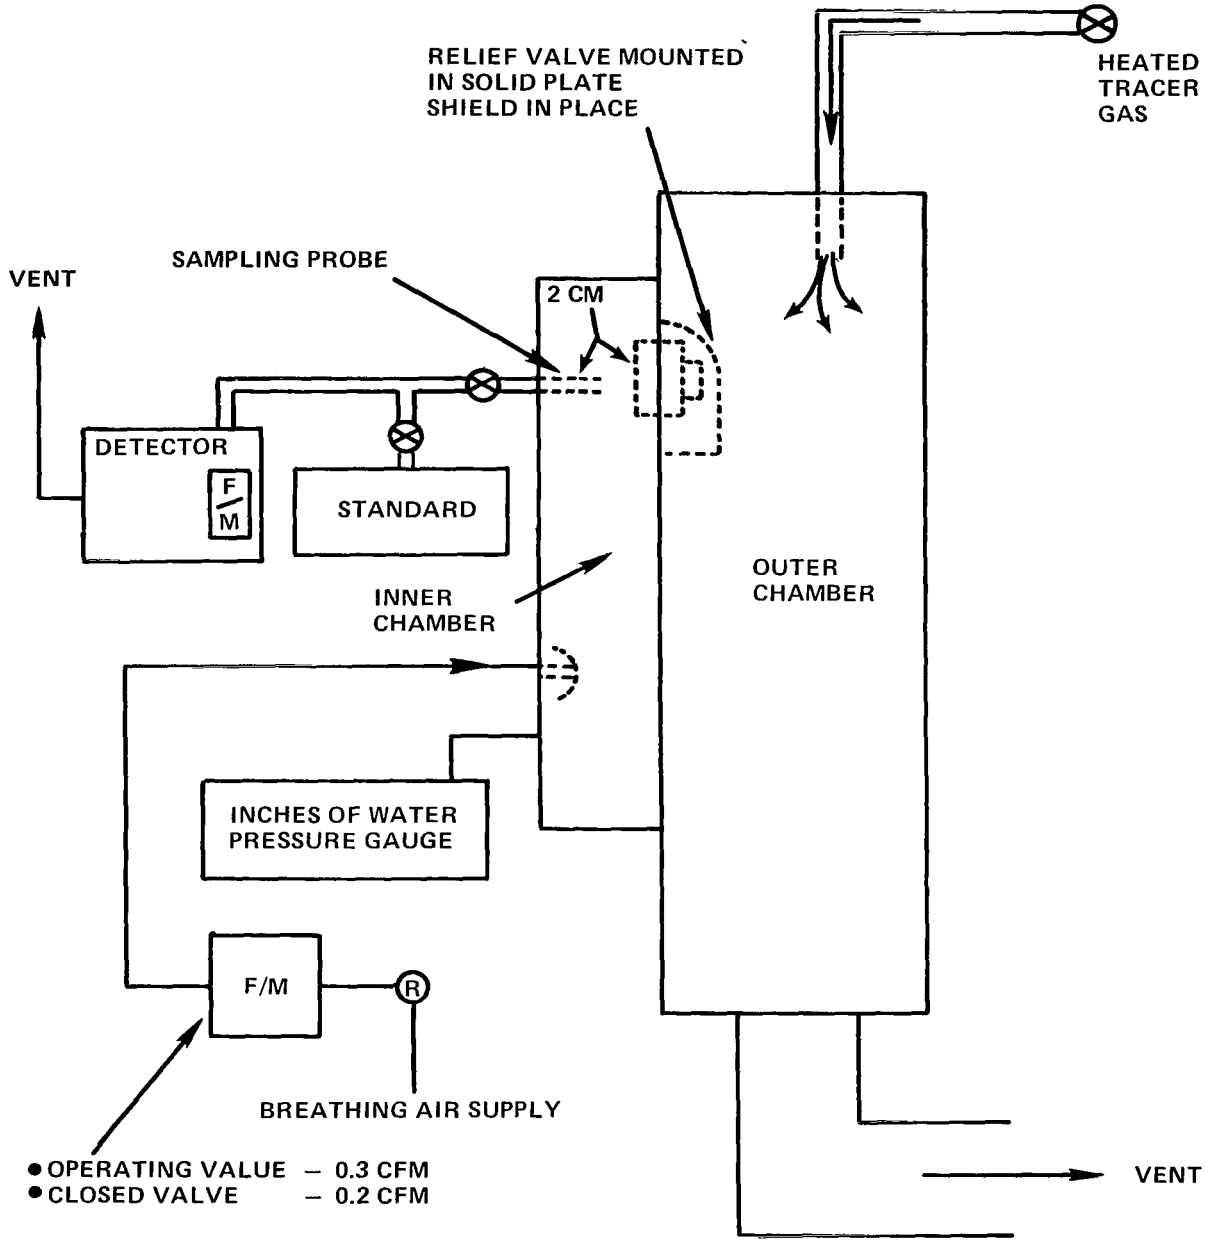 RELIEF VALVE MOUNTED
IN SOLID PLATE
SHIELD IN PLACE
HEATED
TRACER
GAS
SAMPLING PROBE
VENT
2 CM
DETECTOR
F
/
M
STANDARD
OUTER
CHAMBER
INNER
CHAMBER
INCHES OF WATER
PRESSURE GAUGE
F/M
R
BREATHING AIR SUPPLY
● OPERATING VALUE – 0.3 CFM
● CLOSED VALVE – 0.2 CFM
VENT